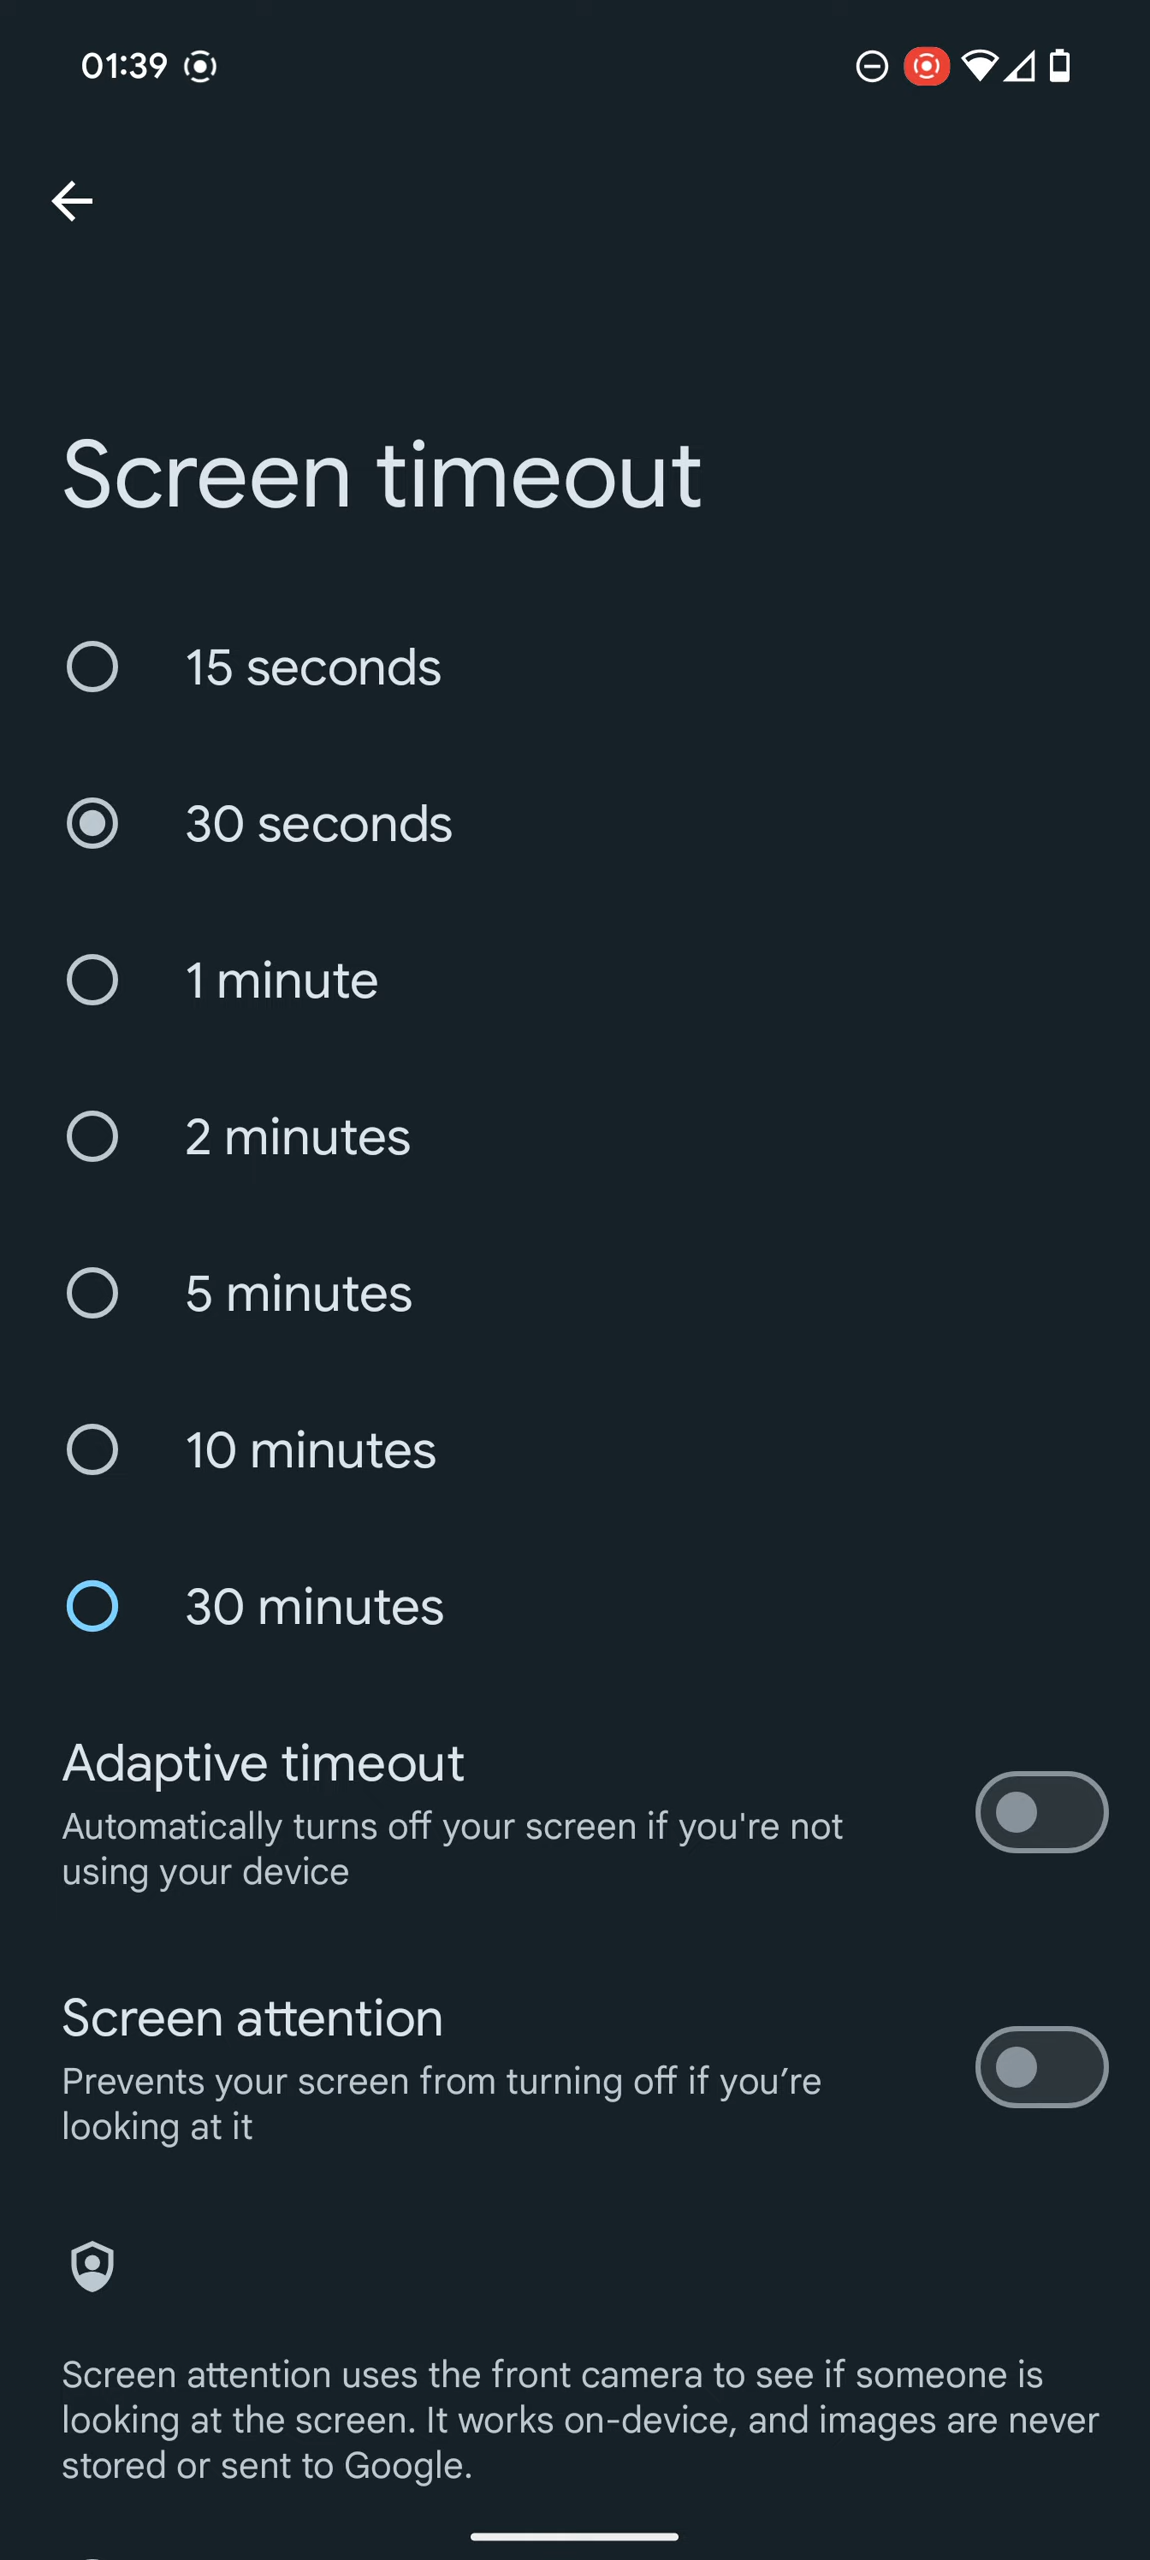 01:39
Screen timeout
15 seconds
30 seconds
1 minute
2 minutes
5 minutes
10 minutes
30 minutes
Adaptive timeout
Automatically turns off your screen if you're not
using your device
Screen attention
Prevents your screen from turning off if you’re
looking at it
Screen attention uses the front camera to see if someone is
looking at the screen. It works on-device, and images are never
stored or sent to Google.